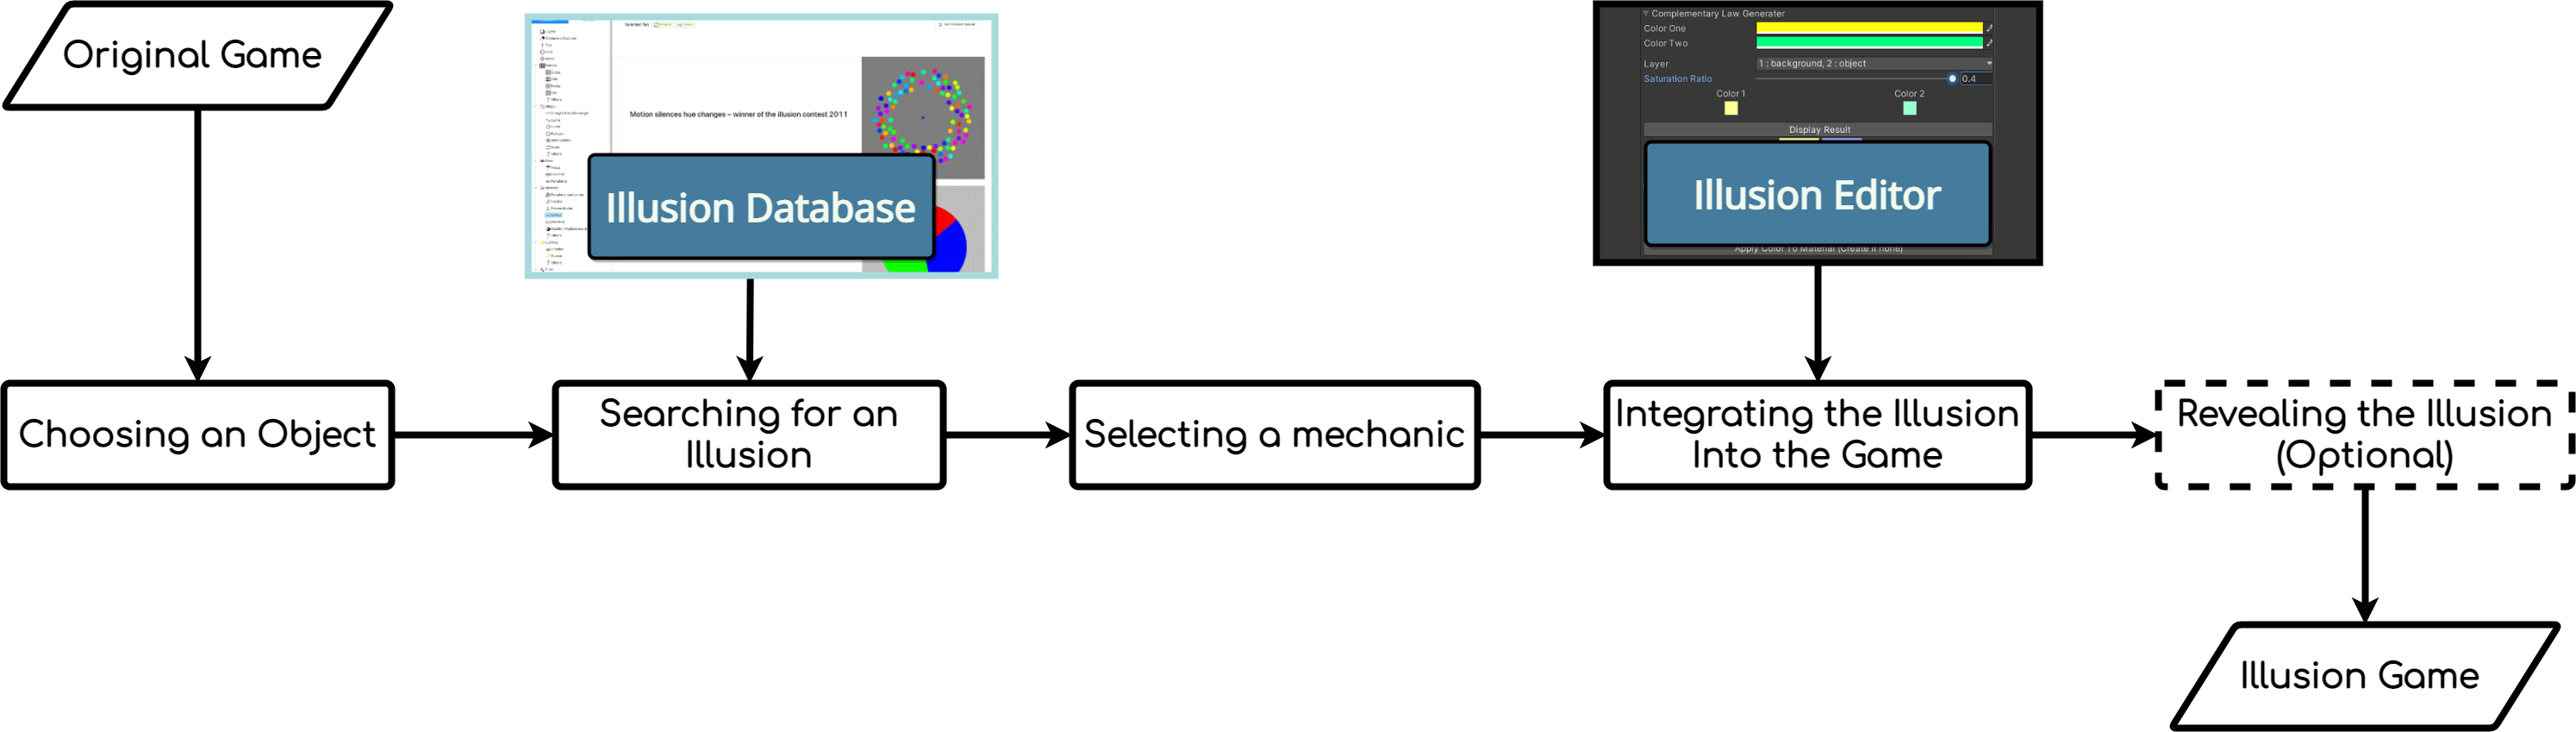 Original Game
Selected Tag
Motion silences hue changes – winner of the illusion contest 2011
Illusion Database
Complementary Law Generater
Color One
Color Two
Layer
1 : background, 2 : object
Saturation Ratio
0.4
Color 1
Color 2
Display Result
Illusion Editor
Apply Color To Material (Create if none)
Choosing an Object
Searching for an
Illusion
Selecting a mechanic
Integrating the Illusion
Into the Game
Revealing the Illusion
(Optional)
Illusion Game